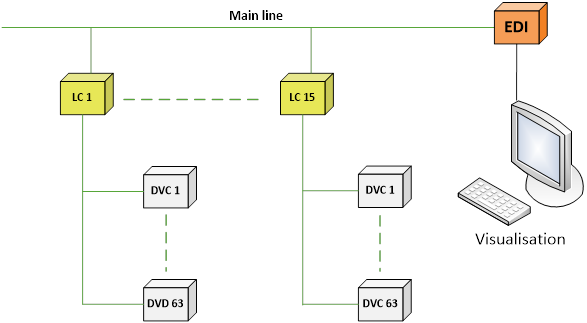 Main line
EDI
LC 1
LC 15
DVC 1
DVC 1
Visualisation
DVD 63
DVC 63